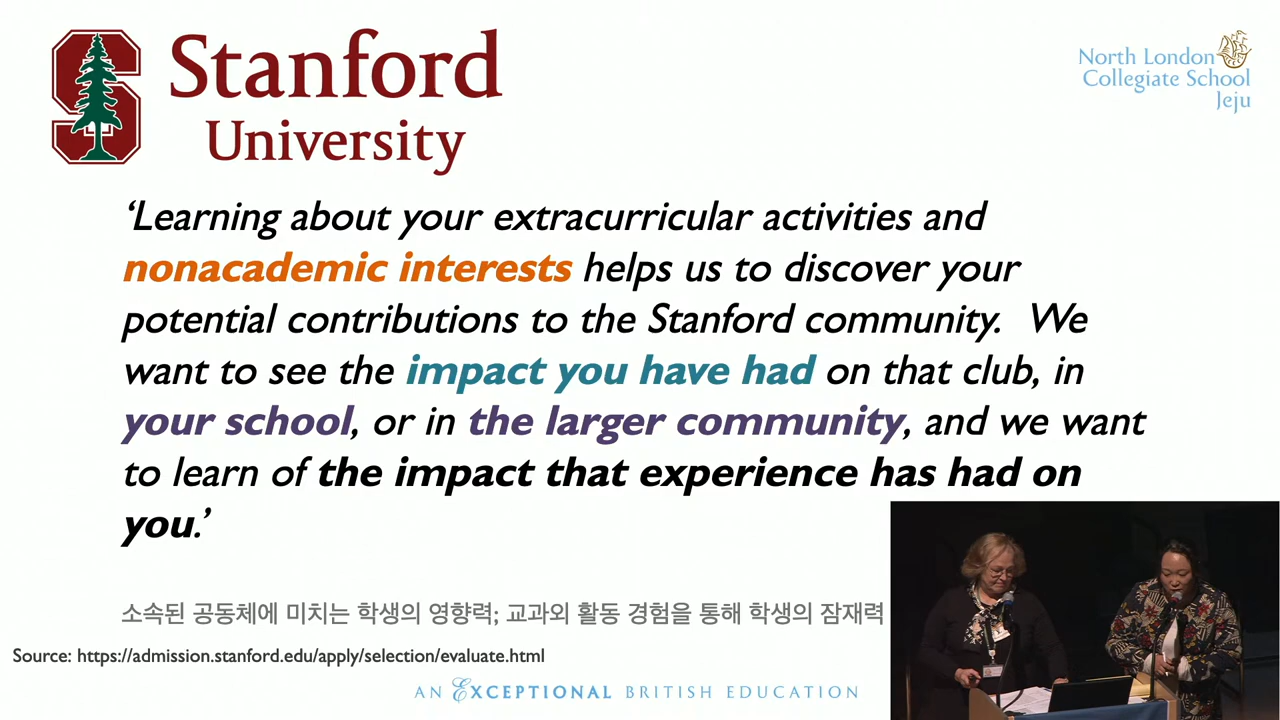 Stanford
University
North London
Collegiate School
Jeju
‘Learning about your extracurricular activities and
nonacademic interests helps us to discover your
potential contributions to the Stanford community.  We
want to see the impact you have had on that club, in
your school, or in the larger community, and we want
to learn of the impact that experience has had on
you.’
소속된 공동체에 미치는 학생의 영향력; 교과외 활동 경험을 통해 학생의 잠재력
Source: https://admission.stanford.edu/apply/selection/evaluate.html
AN EXCEPTIONAL BRITISH EDUCATION